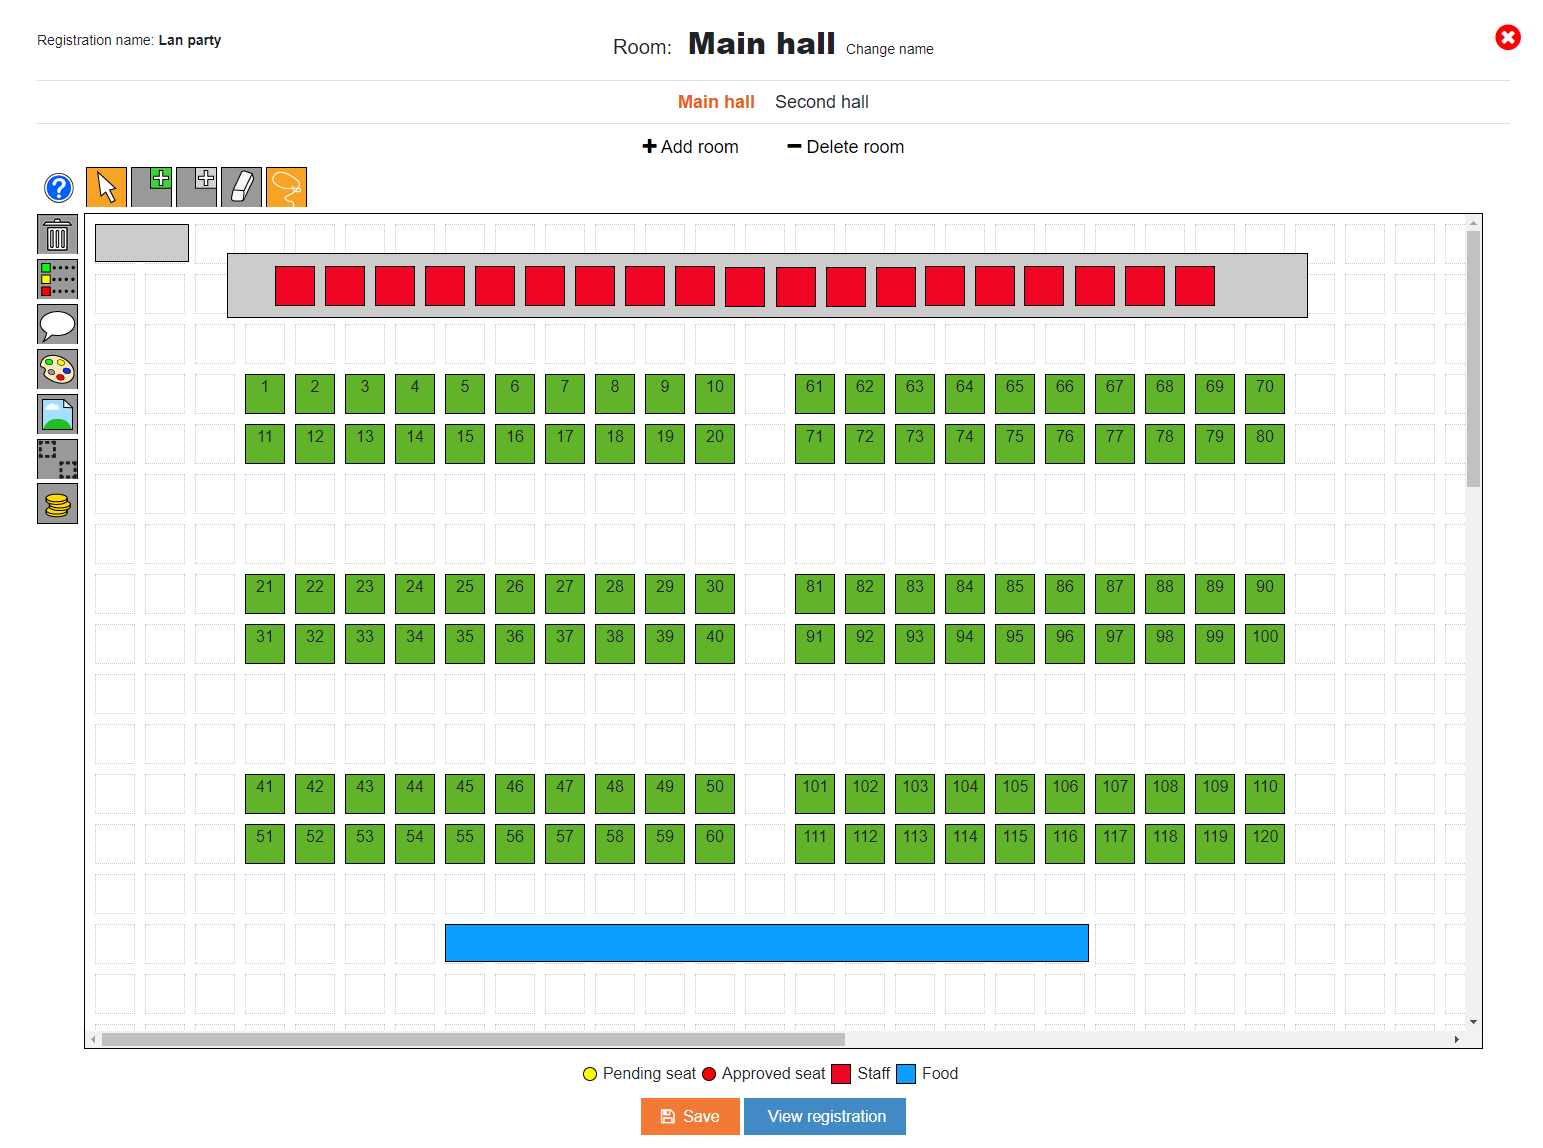 Registration name: Lan party
Room: Main hall Change name
Main hall Second hall
Add room Delete room
?
1 2 3 4 5 6 7 8 9 10 61 62 63 64 65 66 67 68 69 70
11 12 13 14 15 16 17 18 19 20 71 72 73 74 75 76 77 78 79 80
21 22 23 24 25 26 27 28 29 30 81 82 83 84 85 86 87 88 89 90
31 32 33 34 35 36 37 38 39 40 91 92 93 94 95 96 97 98 99 100
41 42 43 44 45 46 47 48 49 50 101 102 103 104 105 106 107 108 109 110
51 52 53 54 55 56 57 58 59 60 111 112 113 114 115 116 117 118 119 120
Pending seat Approved seat Staff Food
Save View registration